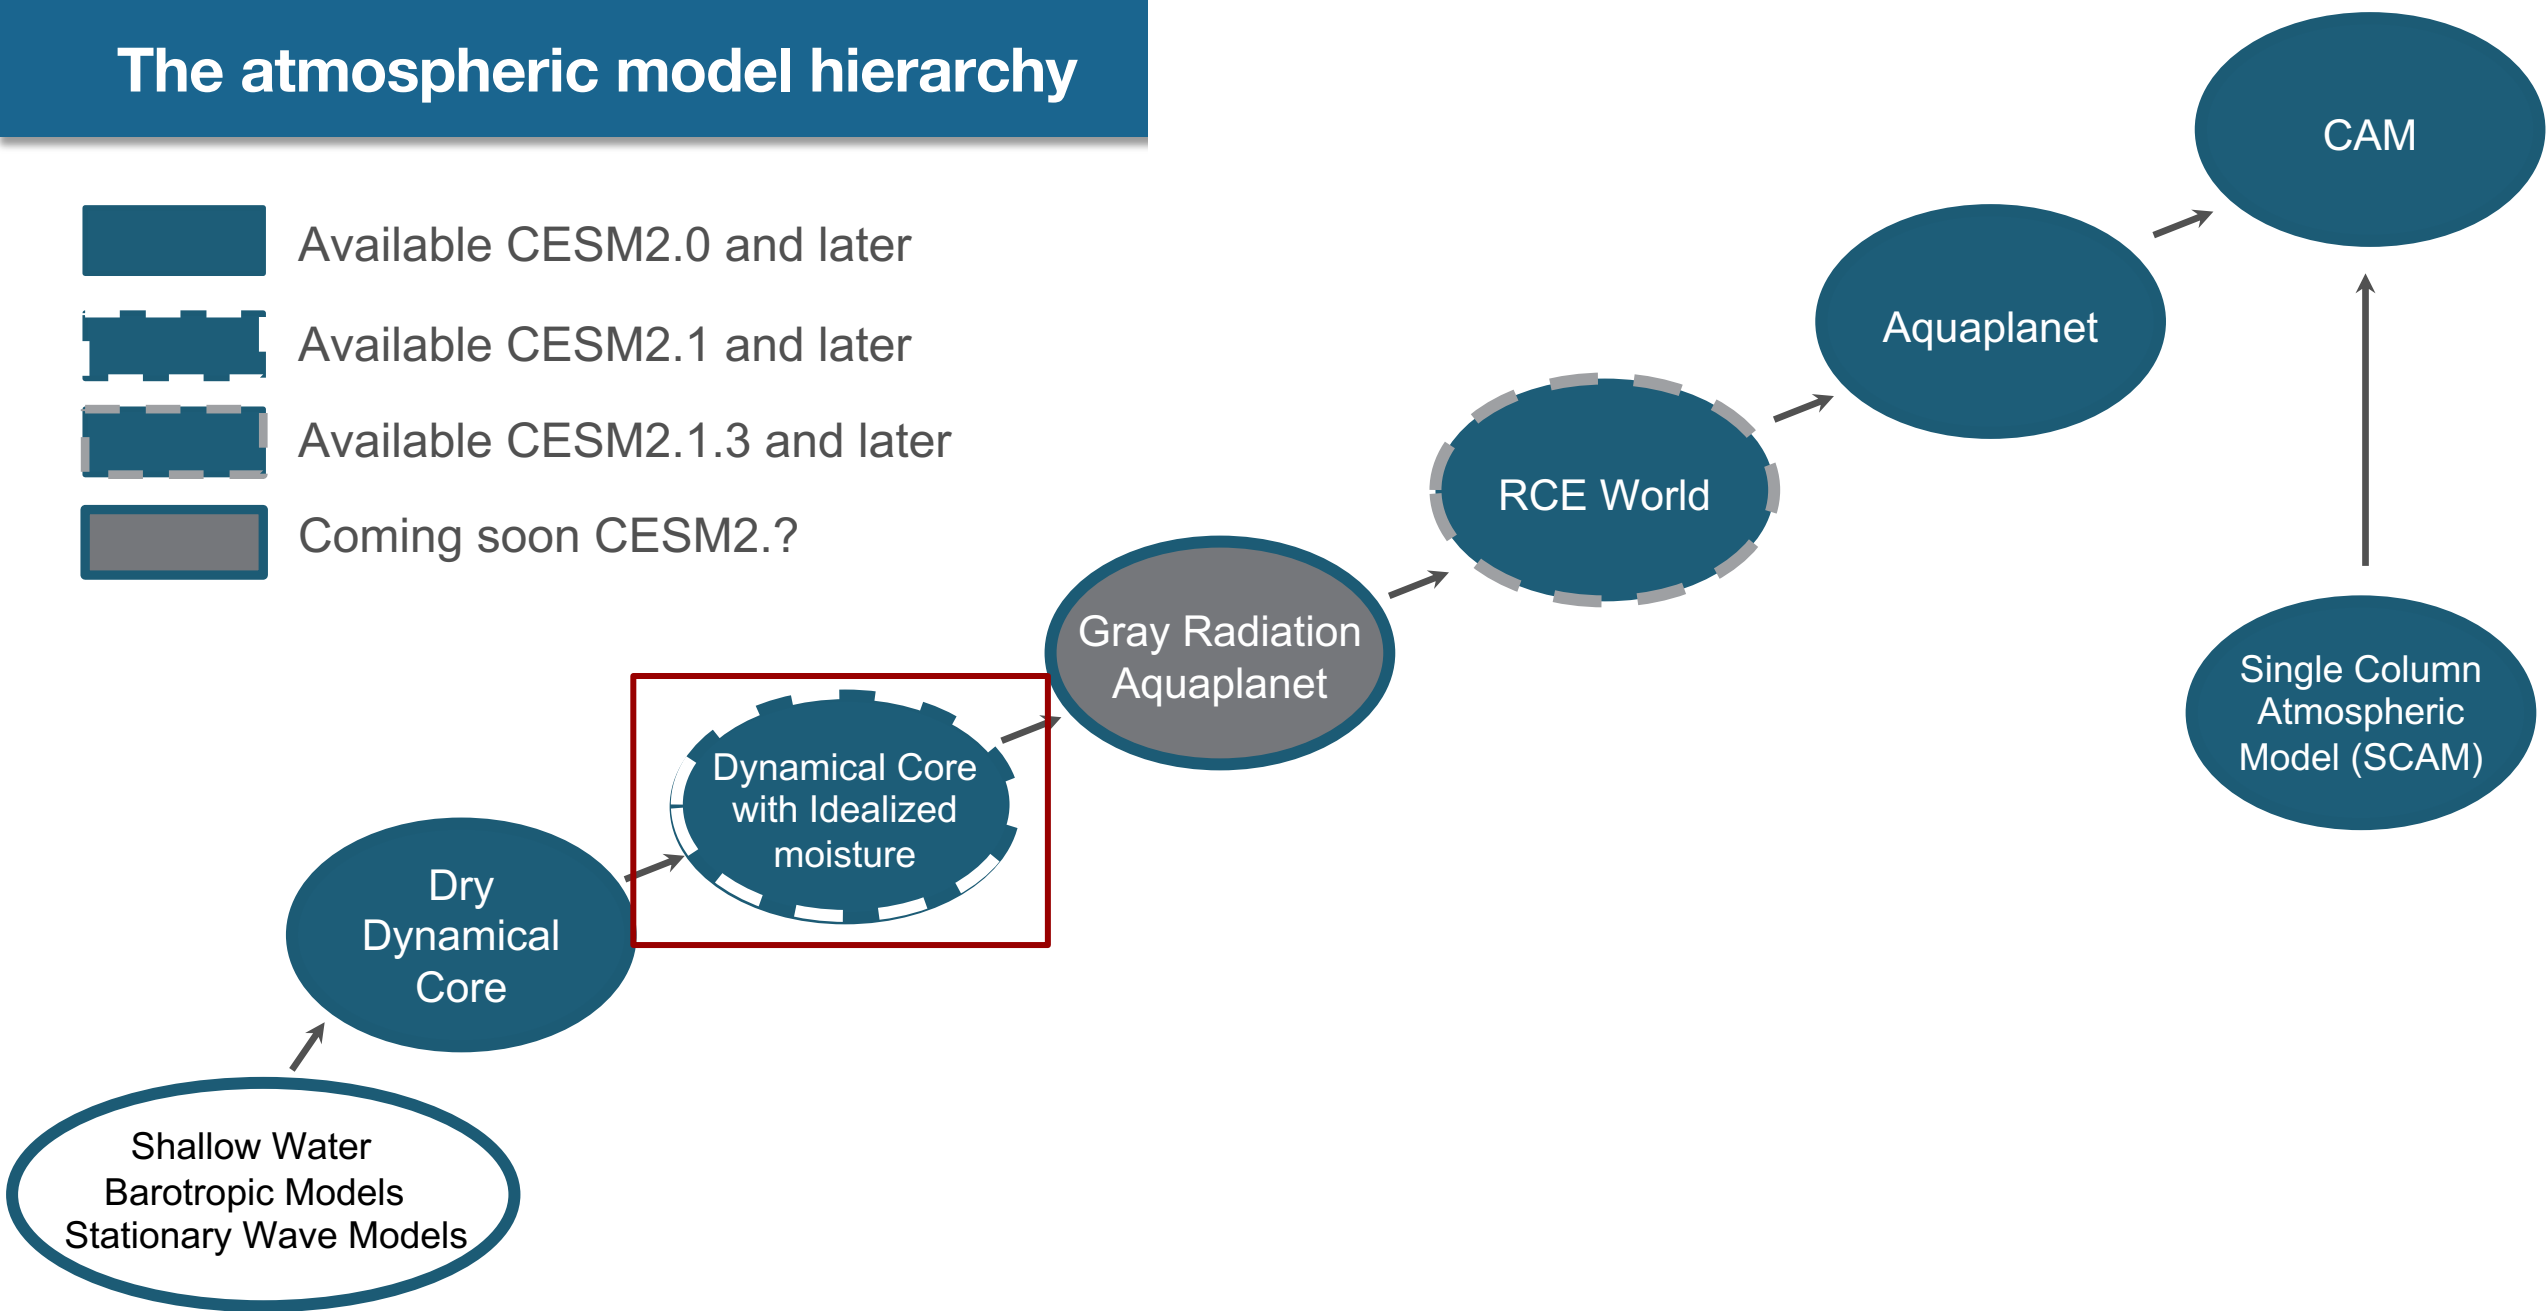 The atmospheric model hierarchy
Available CESM2.0 and later
Available CESM2.1 and later
Available CESM2.1.3 and later
Coming soon CESM2.?
CAM
Aquaplanet
RCE World
Gray Radiation
Aquaplanet
Single Column
Atmospheric
Model (SCAM)
Dynamical Core
with Idealized
moisture
Dry
Dynamical
Core
Shallow Water
Barotropic Models
Stationary Wave Models